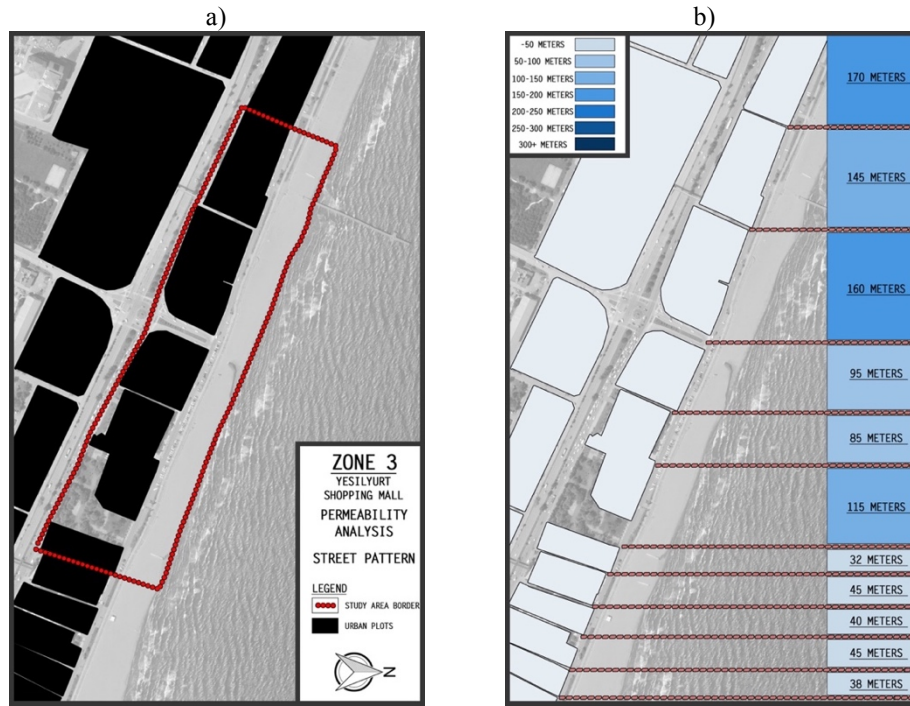 a)
ZONE 3
YESILYURT
SHOPPING MALL
PERMEABILITY
ANALYSIS
STREET PATTERN
LEGEND
STUDY AREA BORDER
URBAN PLOTS
N
b)
-50 METERS
50-100 METERS
100-150 METERS
150-200 METERS
200-250 METERS
250-300 METERS
300+ METERS
170 METERS
145 METERS
160 METERS
95 METERS
85 METERS
115 METERS
32 METERS
45 METERS
40 METERS
45 METERS
38 METERS